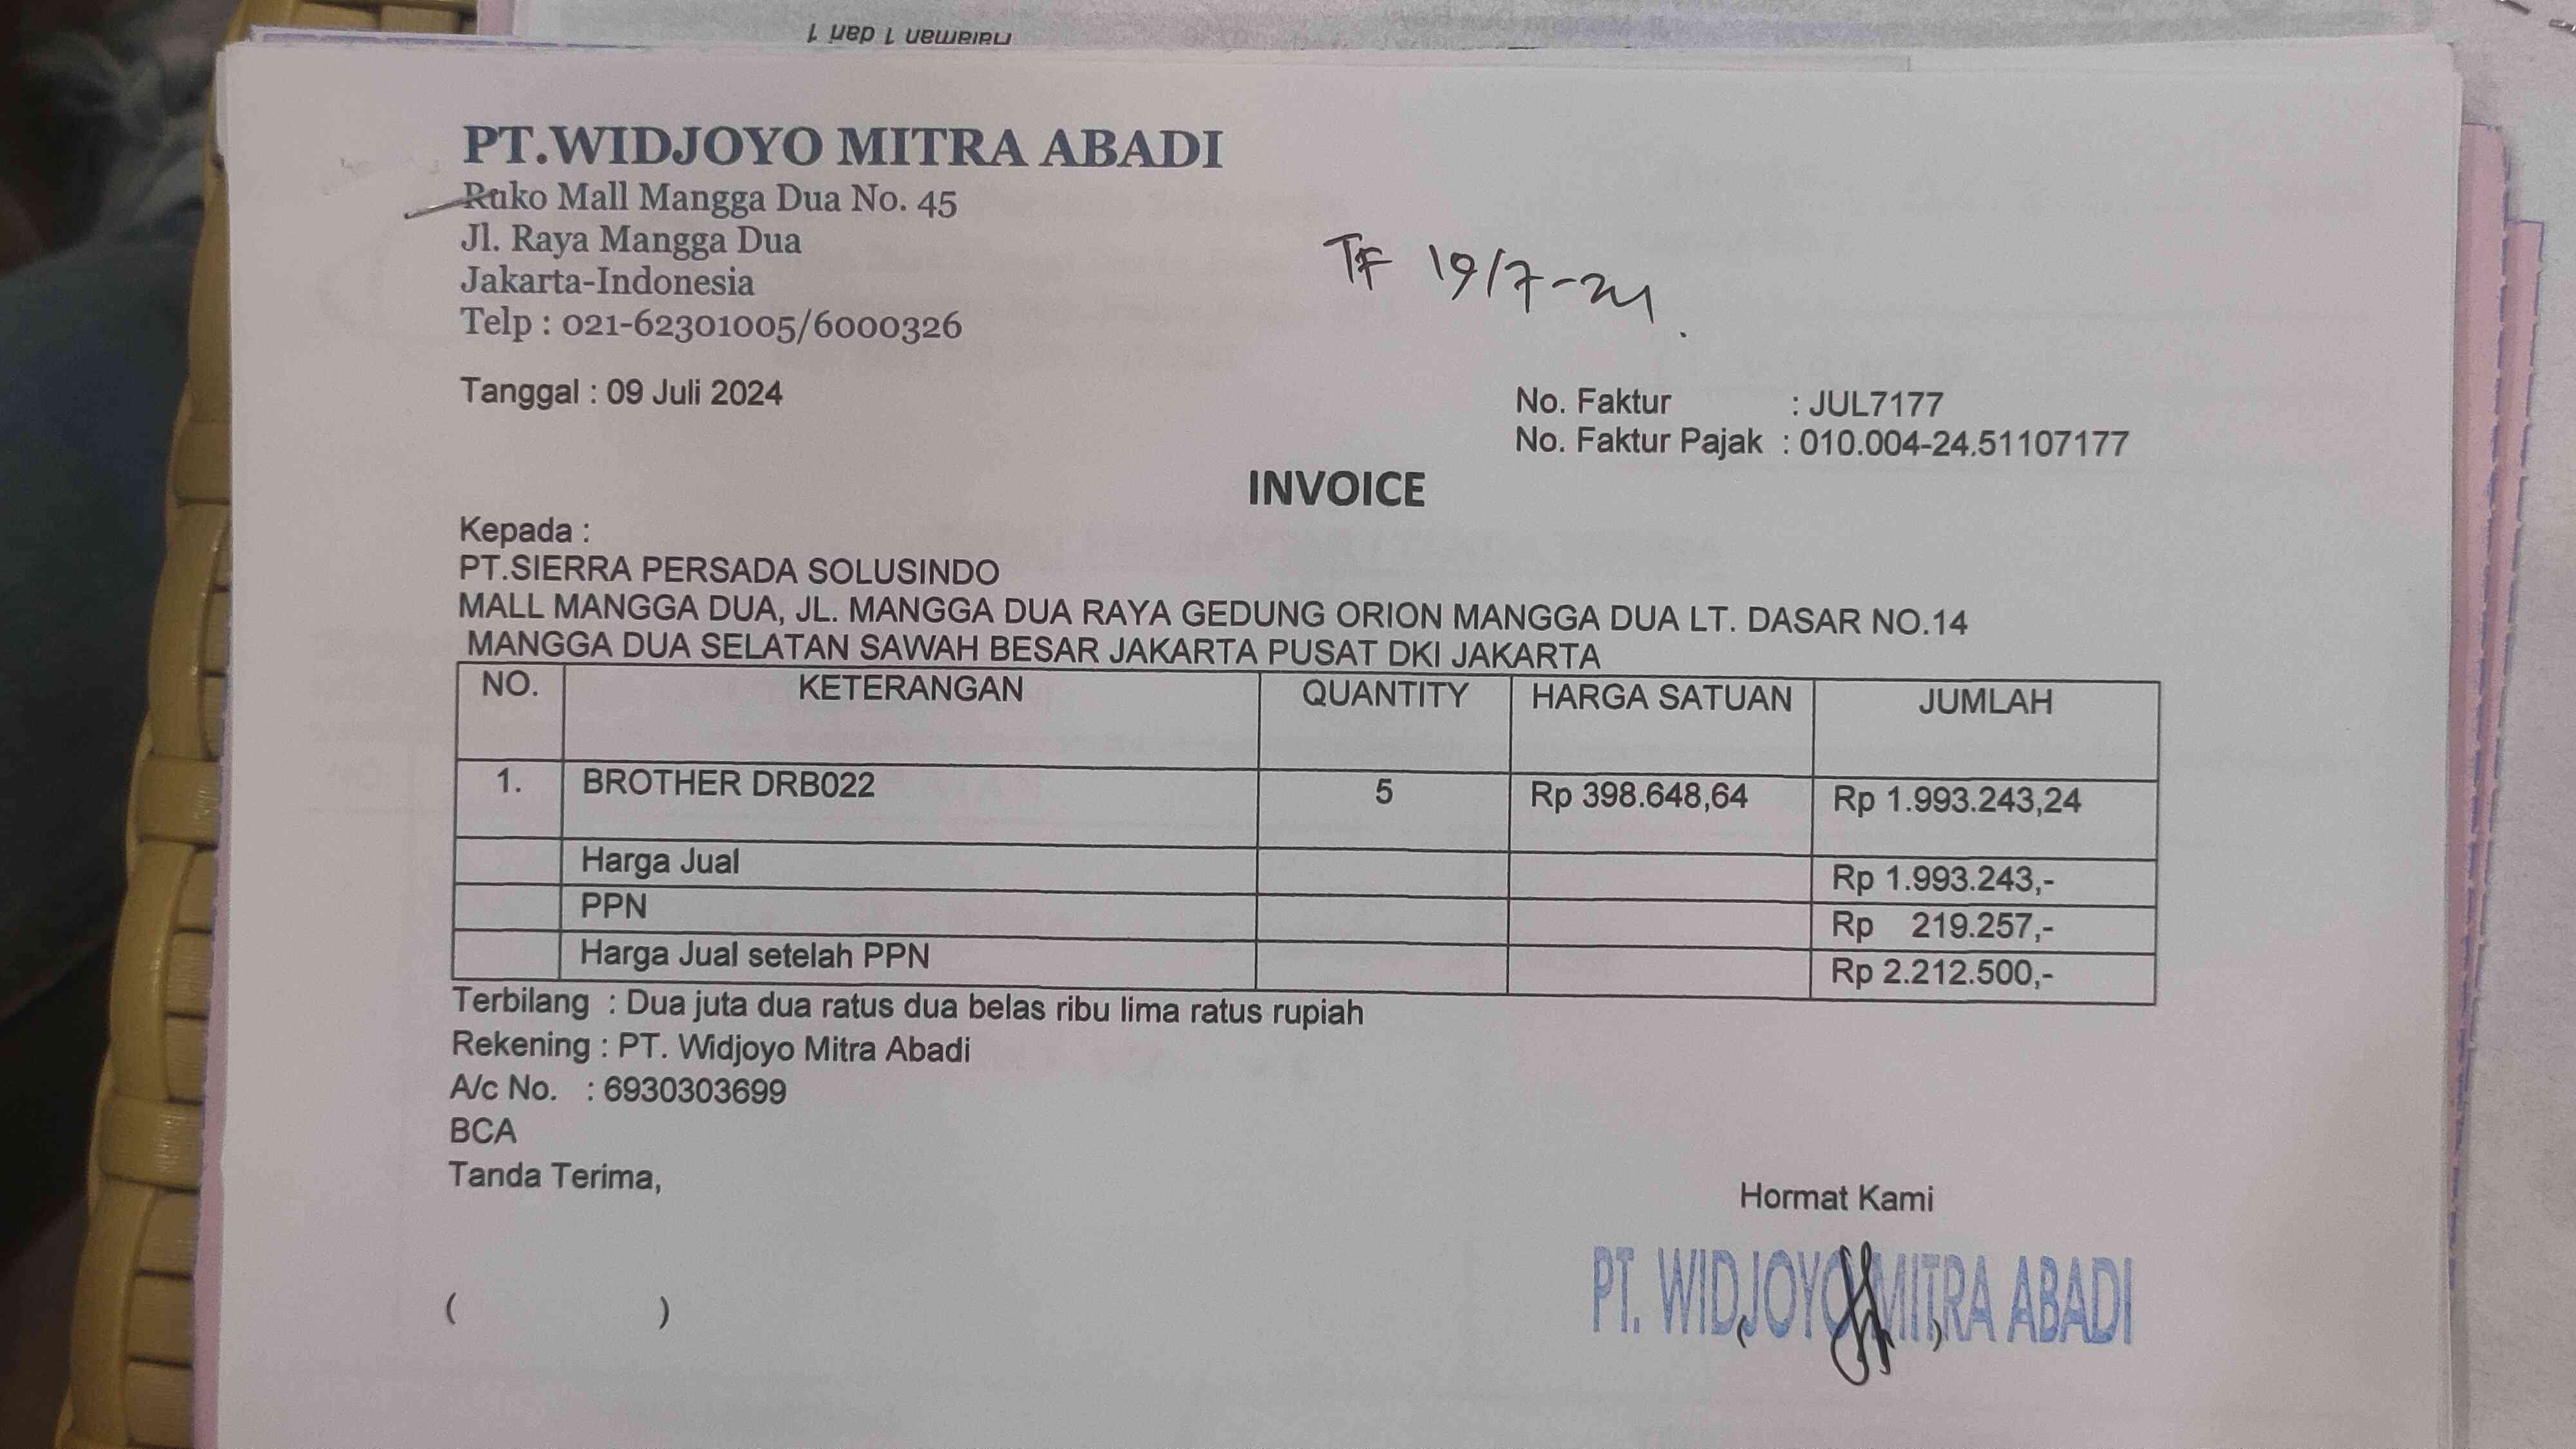 halaman 1 dari 1
PT.WIDJOYO MITRA ABADI
Ruko Mall Mangga Dua No. 45
Jl. Raya Mangga Dua
Jakarta-Indonesia
Telp : 021-62301005/6000326
TF 19/7-24.
Tanggal : 09 Juli 2024
No. Faktur : JUL7177
No. Faktur Pajak : 010.004-24.51107177
INVOICE
Kepada :
PT.SIERRA PERSADA SOLUSINDO
MALL MANGGA DUA, JL. MANGGA DUA RAYA GEDUNG ORION MANGGA DUA LT. DASAR NO.14
MANGGA DUA SELATAN SAWAH BESAR JAKARTA PUSAT DKI JAKARTA
NO. KETERANGAN QUANTITY HARGA SATUAN JUMLAH
1. BROTHER DRB022 5 Rp 398.648,64 Rp 1.993.243,24
Harga Jual Rp 1.993.243,-
PPN Rp 219.257,-
Harga Jual setelah PPN Rp 2.212.500,-
Terbilang : Dua juta dua ratus dua belas ribu lima ratus rupiah
Rekening : PT. Widjoyo Mitra Abadi
A/c No. : 6930303699
BCA
Tanda Terima,
Hormat Kami
PT. WIDJOYO MITRA ABADI
( )
( )